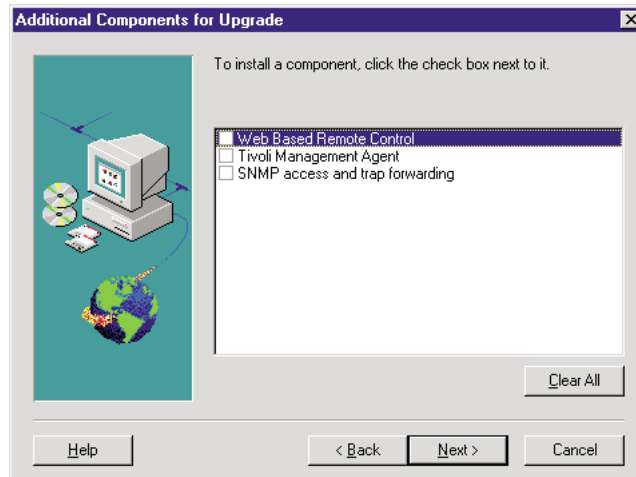 Additional Components for Upgrade
To install a component, click the check box next to it.
Web Based Remote Control
Tivoli Management Agent
SNMP access and trap forwarding
Clear All
Help
< Back
Next >
Cancel